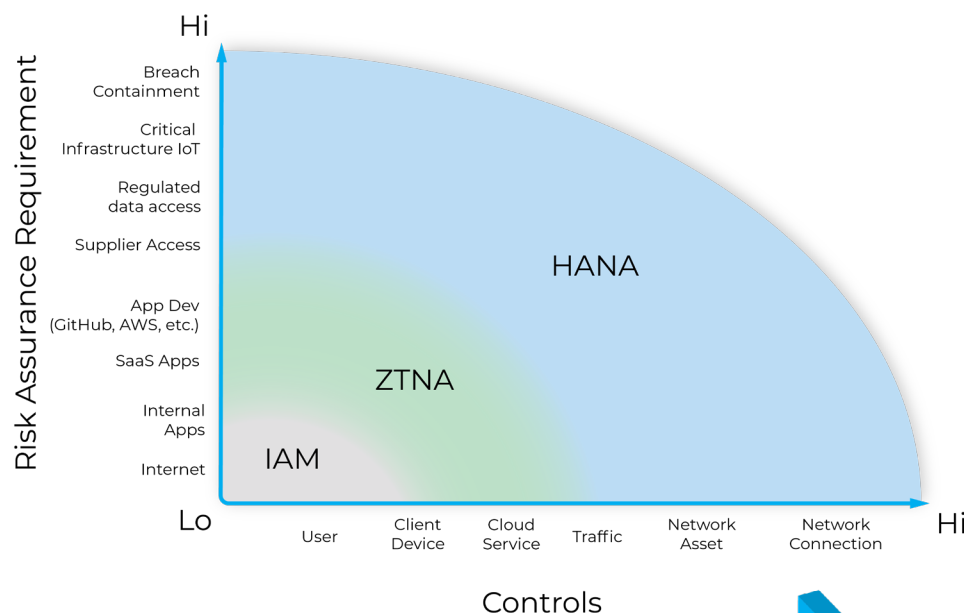 Hi
Risk Assurance Requirement
Breach
Containment
Critical
Infrastructure IoT
Regulated
data access
Supplier Access
App Dev
(GitHub, AWS, etc.)
SaaS Apps
Internal
Apps
Internet
HANA
ZTNA
IAM
Lo
Hi
User
Client
Device
Cloud
Service
Traffic
Network
Asset
Network
Connection
Controls